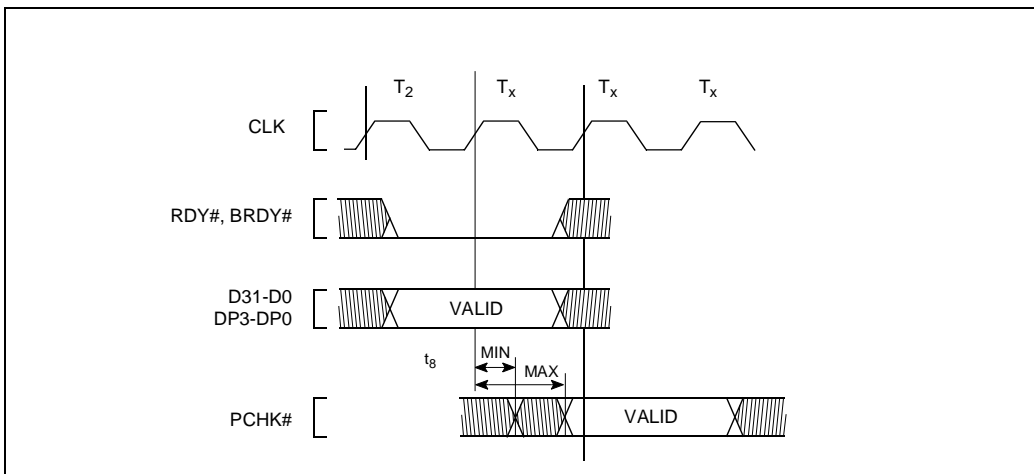 T2 Tx Tx Tx
CLK
RDY#, BRDY#
D31-D0
DP3-DP0
VALID
t8 MIN
MAX
PCHK#
VALID